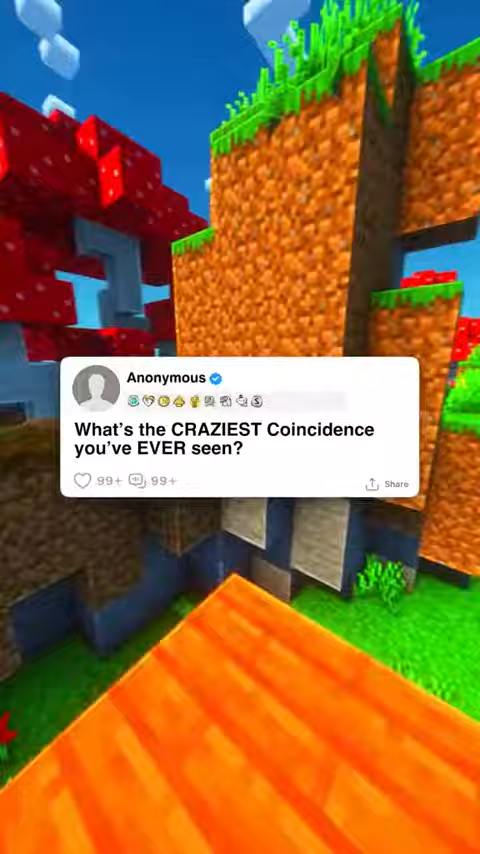 Anonymous
What's the CRAZIEST Coincidence
you've EVER seen?
99+ 99+
Share